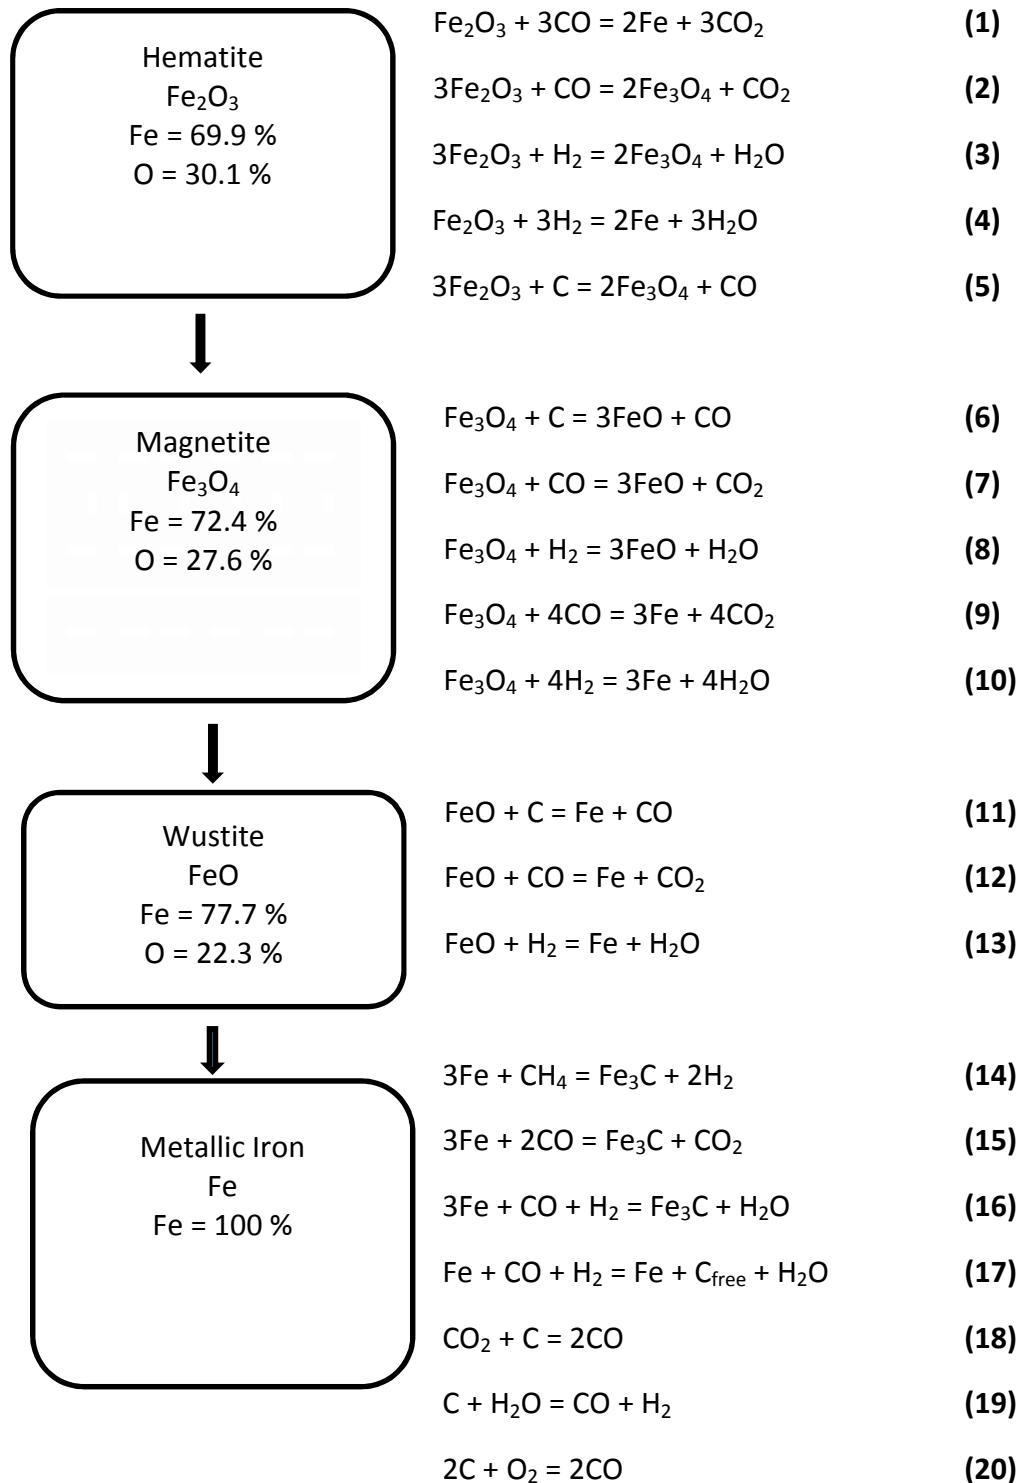 Hematite
Fe₂O₃
Fe = 69.9 %
O = 30.1 %
Fe₂O₃ + 3CO = 2Fe + 3CO₂ (1)
3Fe₂O₃ + CO = 2Fe₃O₄ + CO₂ (2)
3Fe₂O₃ + H₂ = 2Fe₃O₄ + H₂O (3)
Fe₂O₃ + 3H₂ = 2Fe + 3H₂O (4)
3Fe₂O₃ + C = 2Fe₃O₄ + CO (5)
Magnetite
Fe₃O₄
Fe = 72.4 %
O = 27.6 %
Fe₃O₄ + C = 3FeO + CO (6)
Fe₃O₄ + CO = 3FeO + CO₂ (7)
Fe₃O₄ + H₂ = 3FeO + H₂O (8)
Fe₃O₄ + 4CO = 3Fe + 4CO₂ (9)
Fe₃O₄ + 4H₂ = 3Fe + 4H₂O (10)
Wustite
FeO
Fe = 77.7 %
O = 22.3 %
FeO + C = Fe + CO (11)
FeO + CO = Fe + CO₂ (12)
FeO + H₂ = Fe + H₂O (13)
Metallic Iron
Fe
Fe = 100 %
3Fe + CH₄ = Fe₃C + 2H₂ (14)
3Fe + 2CO = Fe₃C + CO₂ (15)
3Fe + CO + H₂ = Fe₃C + H₂O (16)
Fe + CO + H₂ = Fe + C_free + H₂O (17)
CO₂ + C = 2CO (18)
C + H₂O = CO + H₂ (19)
2C + O₂ = 2CO (20)